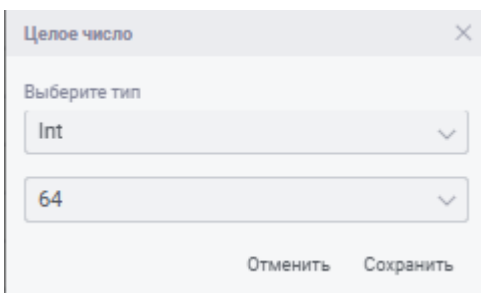 Целое число
Выберите тип
Int
64
Отменить Сохранить